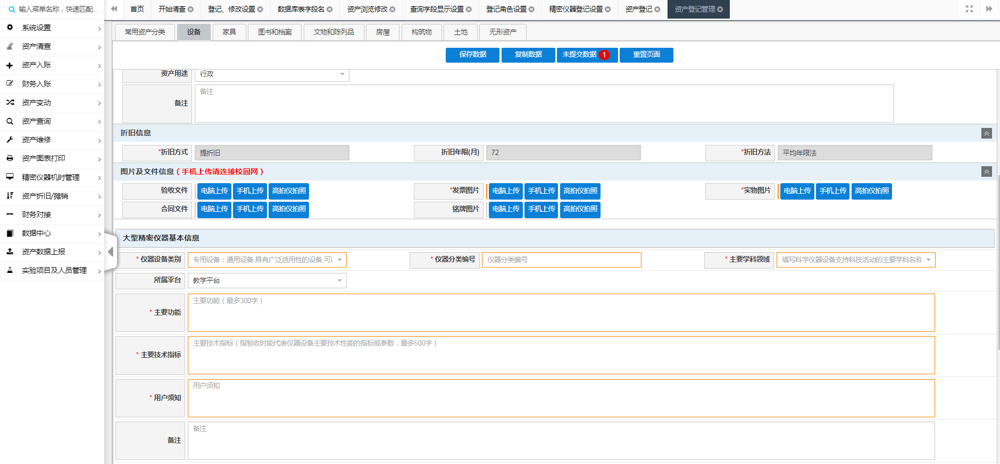 输入菜单名称，快速匹配...
首页 开始清查 登记、修改设置 数据库表字段名 资产浏览修改 查询字段显示设置 登记角色设置 精密仪器登记设置 资产登记 资产登记管理
系统设置
资产清查
资产入账
财务入账
资产变动
资产查询
资产维修
资产图表打印
精密仪器机时管理
资产折旧/摊销
财务对接
数据中心
资产数据上报
实验项目及人员管理
常用资产分类 设备 家具 图书和档案 文物和陈列品 房屋 构筑物 土地 无形资产
保存数据 复制数据 未提交数据 1 重置页面
资产用途 行政
备注 备注
折旧信息
*折旧方式 提折旧 折旧年限(月) 72 *折旧方法 平均年限法
图片及文件信息（手机上传请连接校园网）
验收文件 电脑上传 手机上传 高拍仪拍照 *发票图片 电脑上传 手机上传 高拍仪拍照 *实物图片 电脑上传 手机上传 高拍仪拍照
合同文件 电脑上传 手机上传 高拍仪拍照 铭牌图片 电脑上传 手机上传 高拍仪拍照
大型精密仪器基本信息
* 仪器设备类别 专用设备：通用设备:具有广泛适用性的设备,可以 * 仪器分类编号 仪器分类编号 * 主要学科领域 填写科学仪器设备支持科技活动的主要学科名称
所属平台 教学平台
* 主要功能 主要功能（最多300字）
* 主要技术指标 主要技术指标（指验收时能代表仪器设备主要技术性能的指标或参数，最多500字）
* 用户须知 用户须知
备注 备注